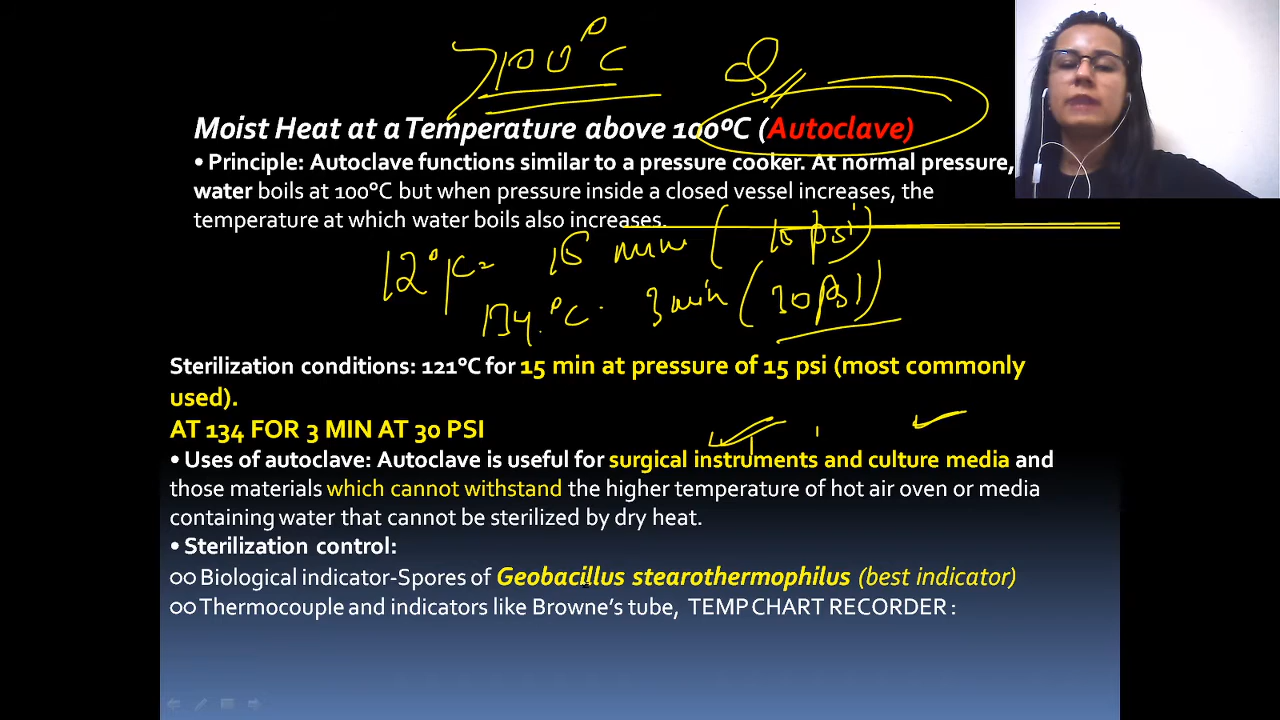 >100°C
Moist Heat at a Temperature above 100°C (Autoclave)
• Principle: Autoclave functions similar to a pressure cooker. At normal pressure,
water boils at 100°C but when pressure inside a closed vessel increases, the
temperature at which water boils also increases.
15 min (15 psi)
134°C 3 min (30 PSI)
Sterilization conditions: 121°C for 15 min at pressure of 15 psi (most commonly
used).
AT 134 FOR 3 MIN AT 30 PSI
• Uses of autoclave: Autoclave is useful for surgical instruments and culture media and
those materials which cannot withstand the higher temperature of hot air oven or media
containing water that cannot be sterilized by dry heat.
• Sterilization control:
○○ Biological indicator-Spores of Geobacillus stearothermophilus (best indicator)
○○ Thermocouple and indicators like Browne's tube, TEMP CHART RECORDER :